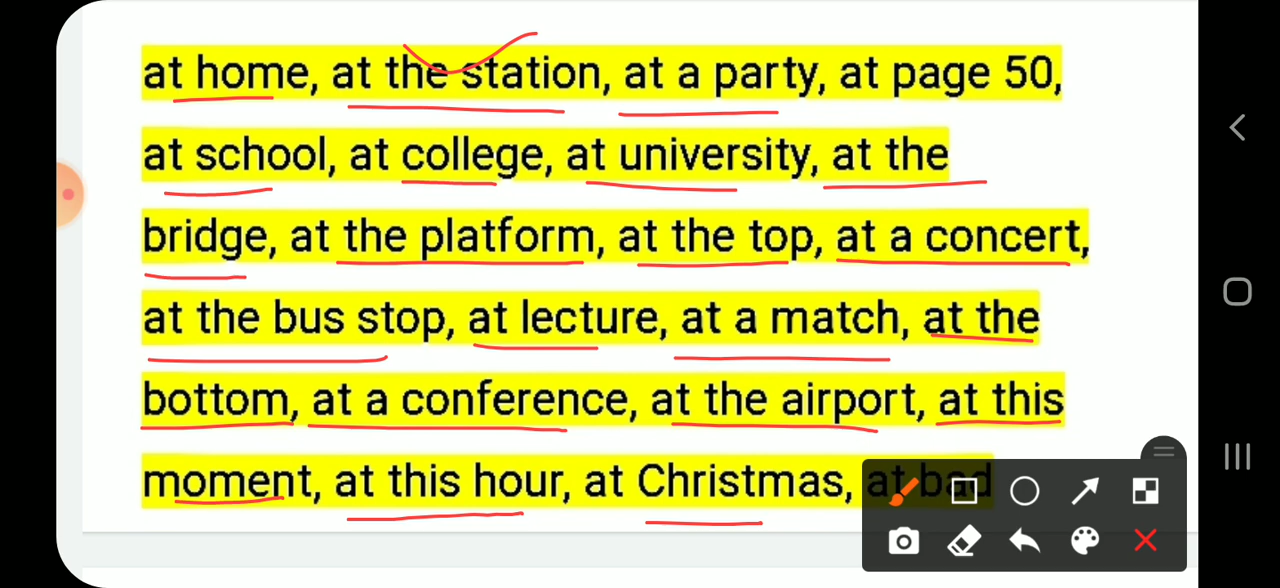 at home, at the station, at a party, at page 50,
at school, at college, at university, at the
bridge, at the platform, at the top, at a concert,
at the bus stop, at lecture, at a match, at the
bottom, at a conference, at the airport, at this
moment, at this hour, at Christmas, at bad